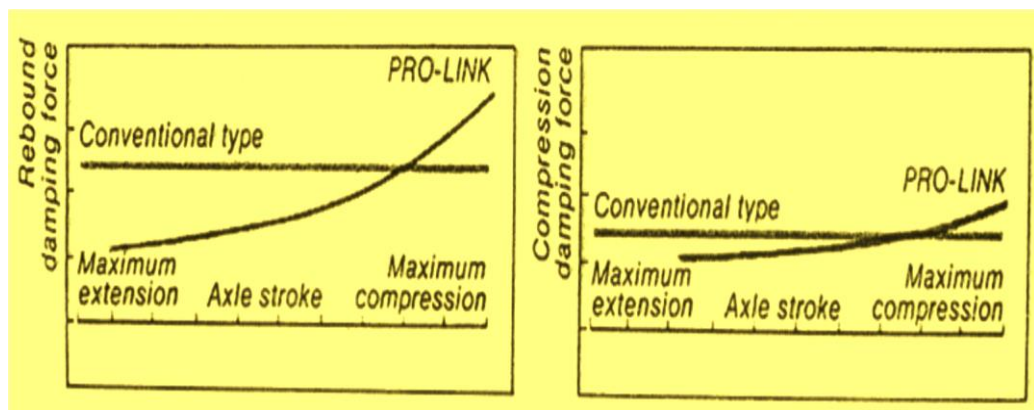 Rebound
damping force
PRO-LINK
Conventional type
Maximum
extension
Axle stroke
Maximum
compression
Compression
damping force
PRO-LINK
Conventional type
Maximum
extension
Axle stroke
Maximum
compression